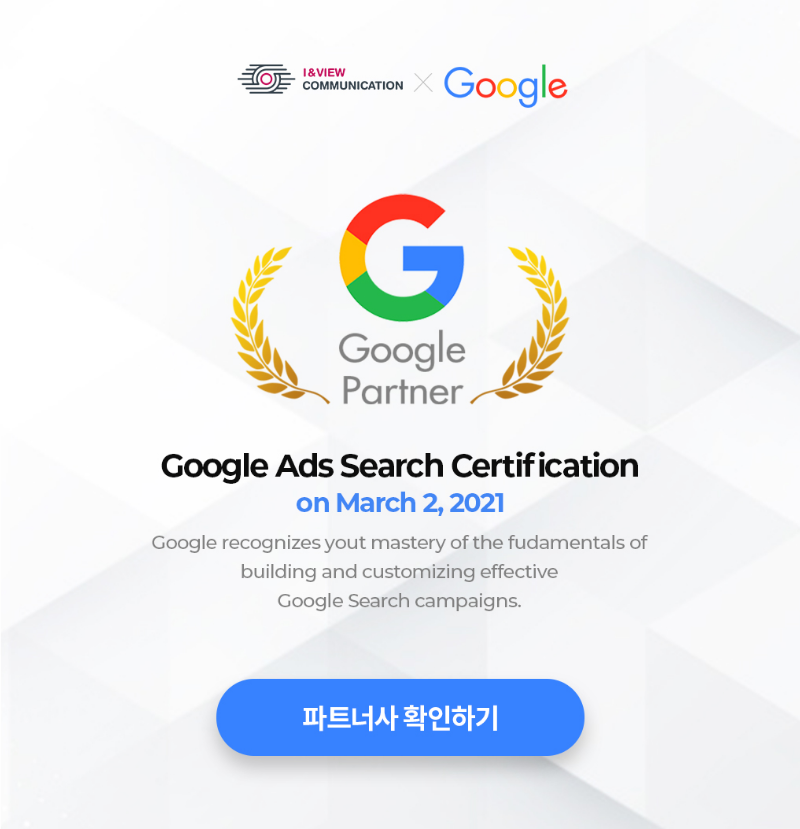 I&VIEW
COMMUNICATION
Google
Google
Partner
Google Ads Search Certification
on March 2, 2021
Google recognizes yout mastery of the fudamentals of
building and customizing effective
Google Search campaigns.
파트너사 확인하기